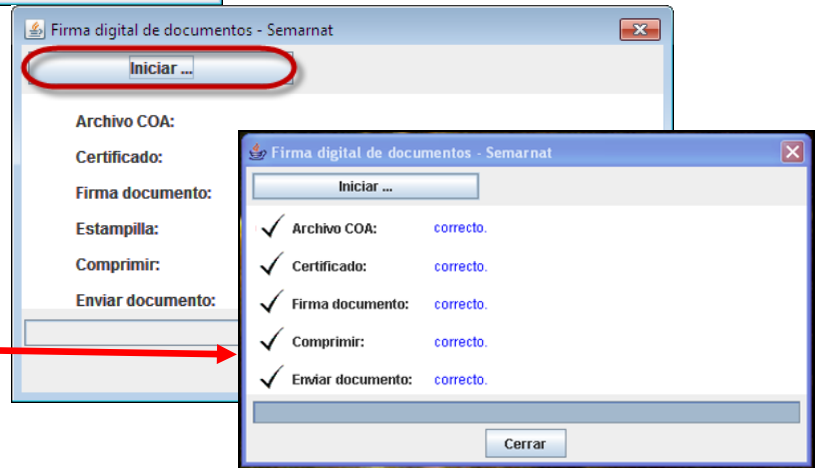 Firma digital de documentos - Semarnat
Iniciar ...
Archivo COA:
Certificado:
Firma documento:
Estampilla:
Comprimir:
Enviar documento:
Firma digital de documentos - Semarnat
Iniciar ...
Archivo COA: correcto.
Certificado: correcto.
Firma documento: correcto.
Comprimir: correcto.
Enviar documento: correcto.
Cerrar